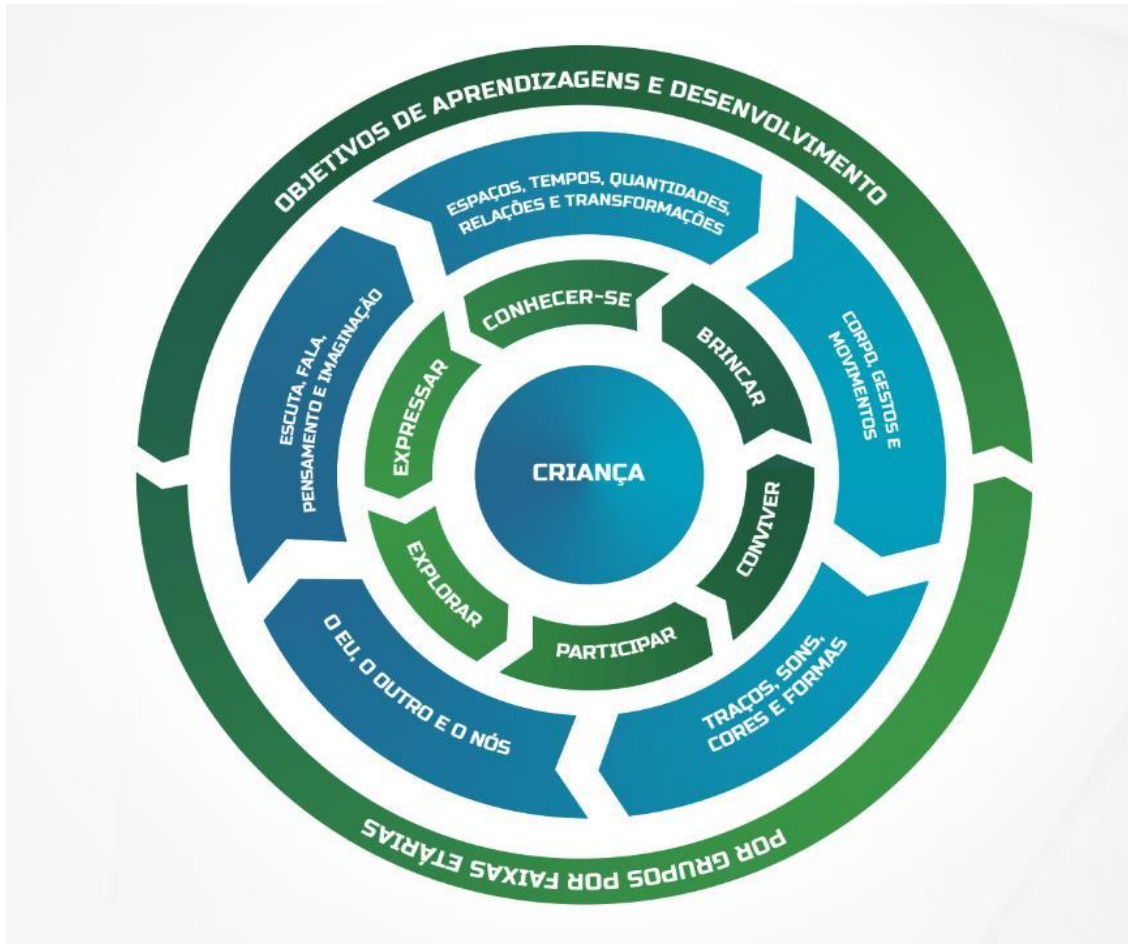 OBJETIVOS DE APRENDIZAGENS E DESENVOLVIMENTO
ESPAÇOS, TEMPOS, QUANTIDADES,
RELAÇÕES E TRANSFORMAÇÕES
CORPO, GESTOS E
MOVIMENTOS
TRAÇOS, SONS,
CORES E FORMAS
O EU, O OUTRO E O NÓS
ESCUTA, FALA,
PENSAMENTO E IMAGINAÇÃO
CONHECER-SE
BRINCAR
CONVIVER
PARTICIPAR
EXPLORAR
EXPRESSAR
CRIANÇA
POR GRUPOS POR FAIXAS ETÁRIAS